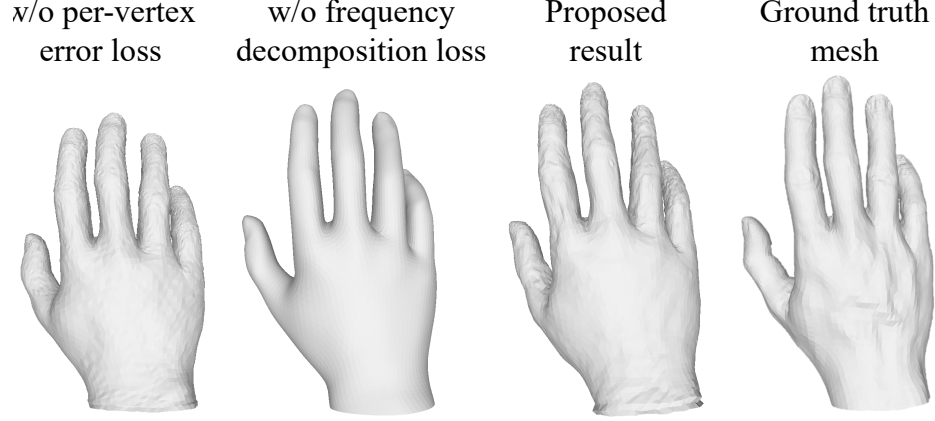 w/o per-vertex
error loss
w/o frequency
decomposition loss
Proposed
result
Ground truth
mesh